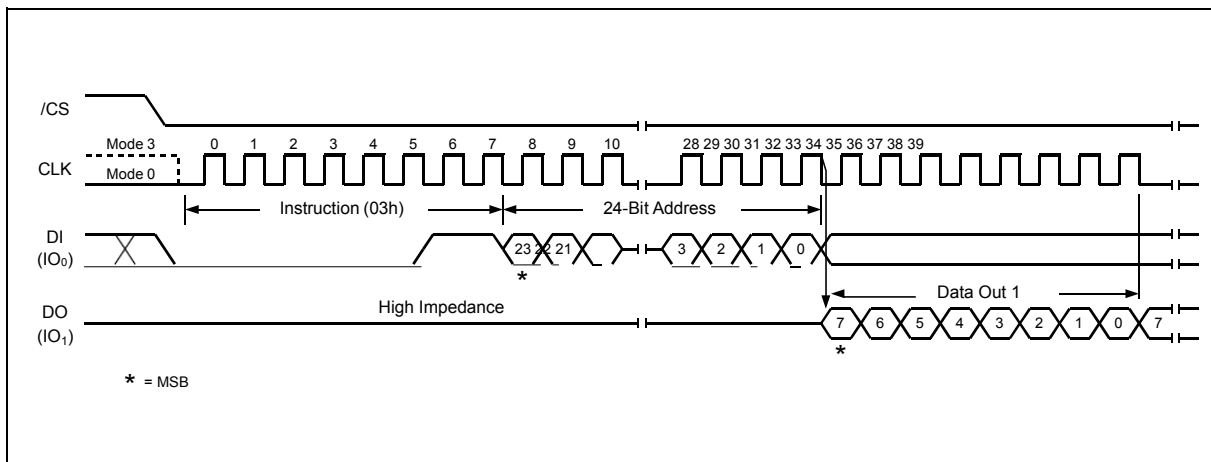 /CS
Mode 3
0 1 2 3 4 5 6 7 8 9 10 28 29 30 31 32 33 34 35 36 37 38 39
CLK
Mode 0
Instruction (03h) 24-Bit Address
DI
(IO0)
23 22 21 3 2 1 0
*
Data Out 1
High Impedance
DO
(IO1)
7 6 5 4 3 2 1 0 7
*
* = MSB